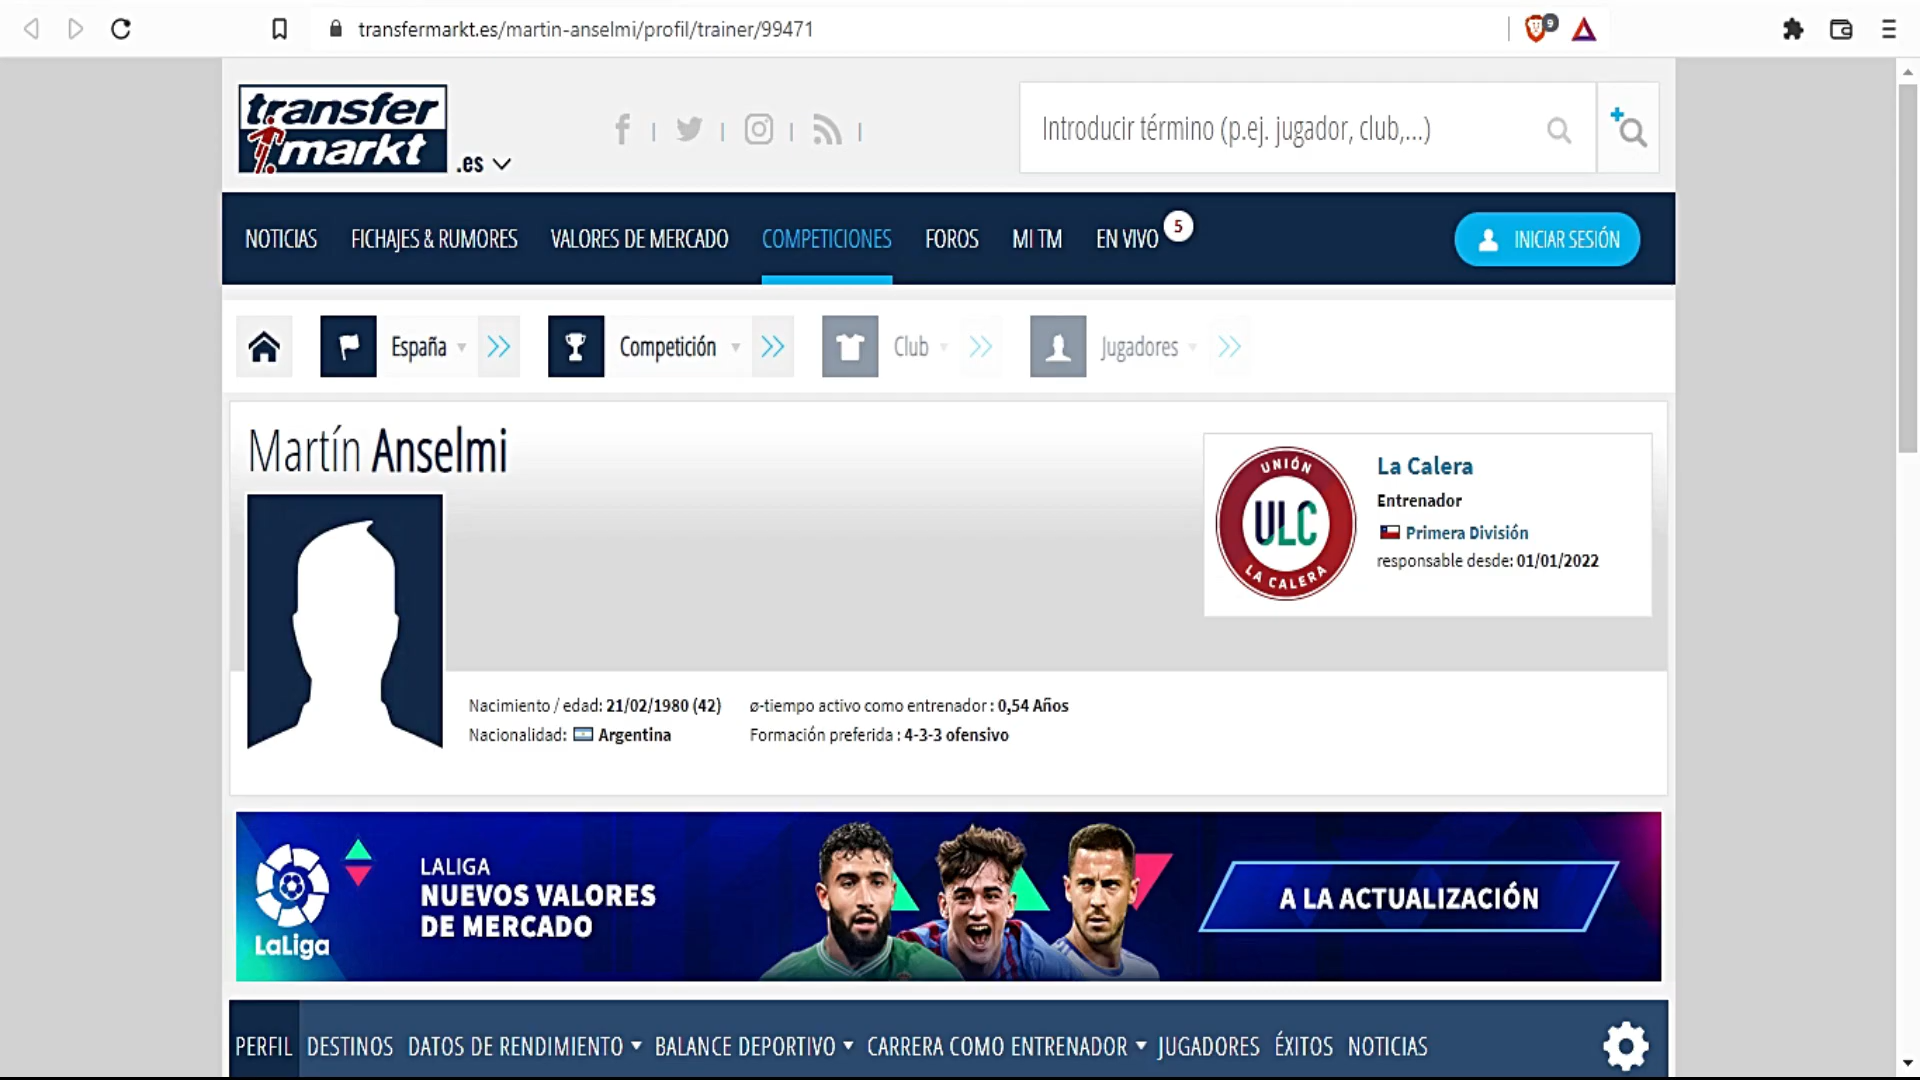 transfermarkt.es/martin-anselmi/profil/trainer/99471
9
transfer
markt
.es
Introducir término (p.ej. jugador, club,...)
NOTICIAS FICHAJES & RUMORES VALORES DE MERCADO COMPETICIONES FOROS MI TM EN VIVO 5 INICIAR SESIÓN
España Competición Club Jugadores
Martín Anselmi
UNIÓN
ULC
LA CALERA
La Calera
Entrenador
Primera División
responsable desde: 01/01/2022
Nacimiento / edad: 21/02/1980 (42) ø-tiempo activo como entrenador : 0,54 Años
Nacionalidad: Argentina Formación preferida : 4-3-3 ofensivo
LaLiga
LALIGA
NUEVOS VALORES
DE MERCADO
A LA ACTUALIZACIÓN
PERFIL DESTINOS DATOS DE RENDIMIENTO BALANCE DEPORTIVO CARRERA COMO ENTRENADOR JUGADORES ÉXITOS NOTICIAS